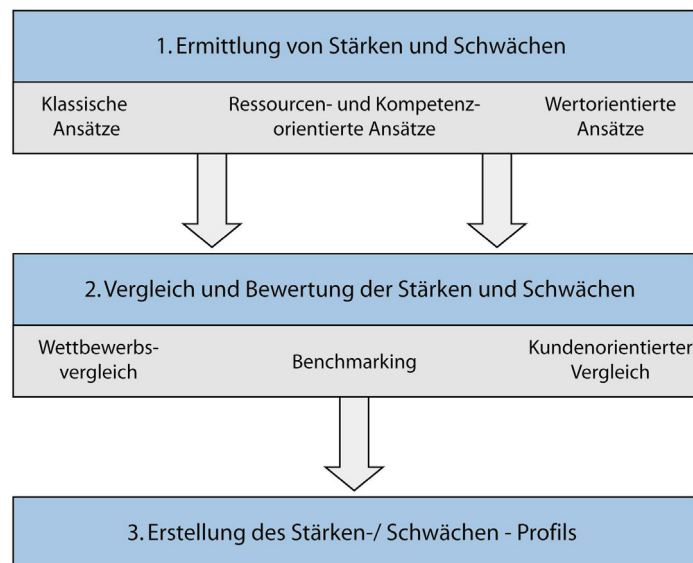 1. Ermittlung von Stärken und Schwächen
Klassische
Ansätze
Ressourcen- und Kompetenz-
orientierte Ansätze
Wertorientierte
Ansätze
2. Vergleich und Bewertung der Stärken und Schwächen
Wettbewerbs-
vergleich
Benchmarking
Kundenorientierter
Vergleich
3. Erstellung des Stärken-/ Schwächen - Profils